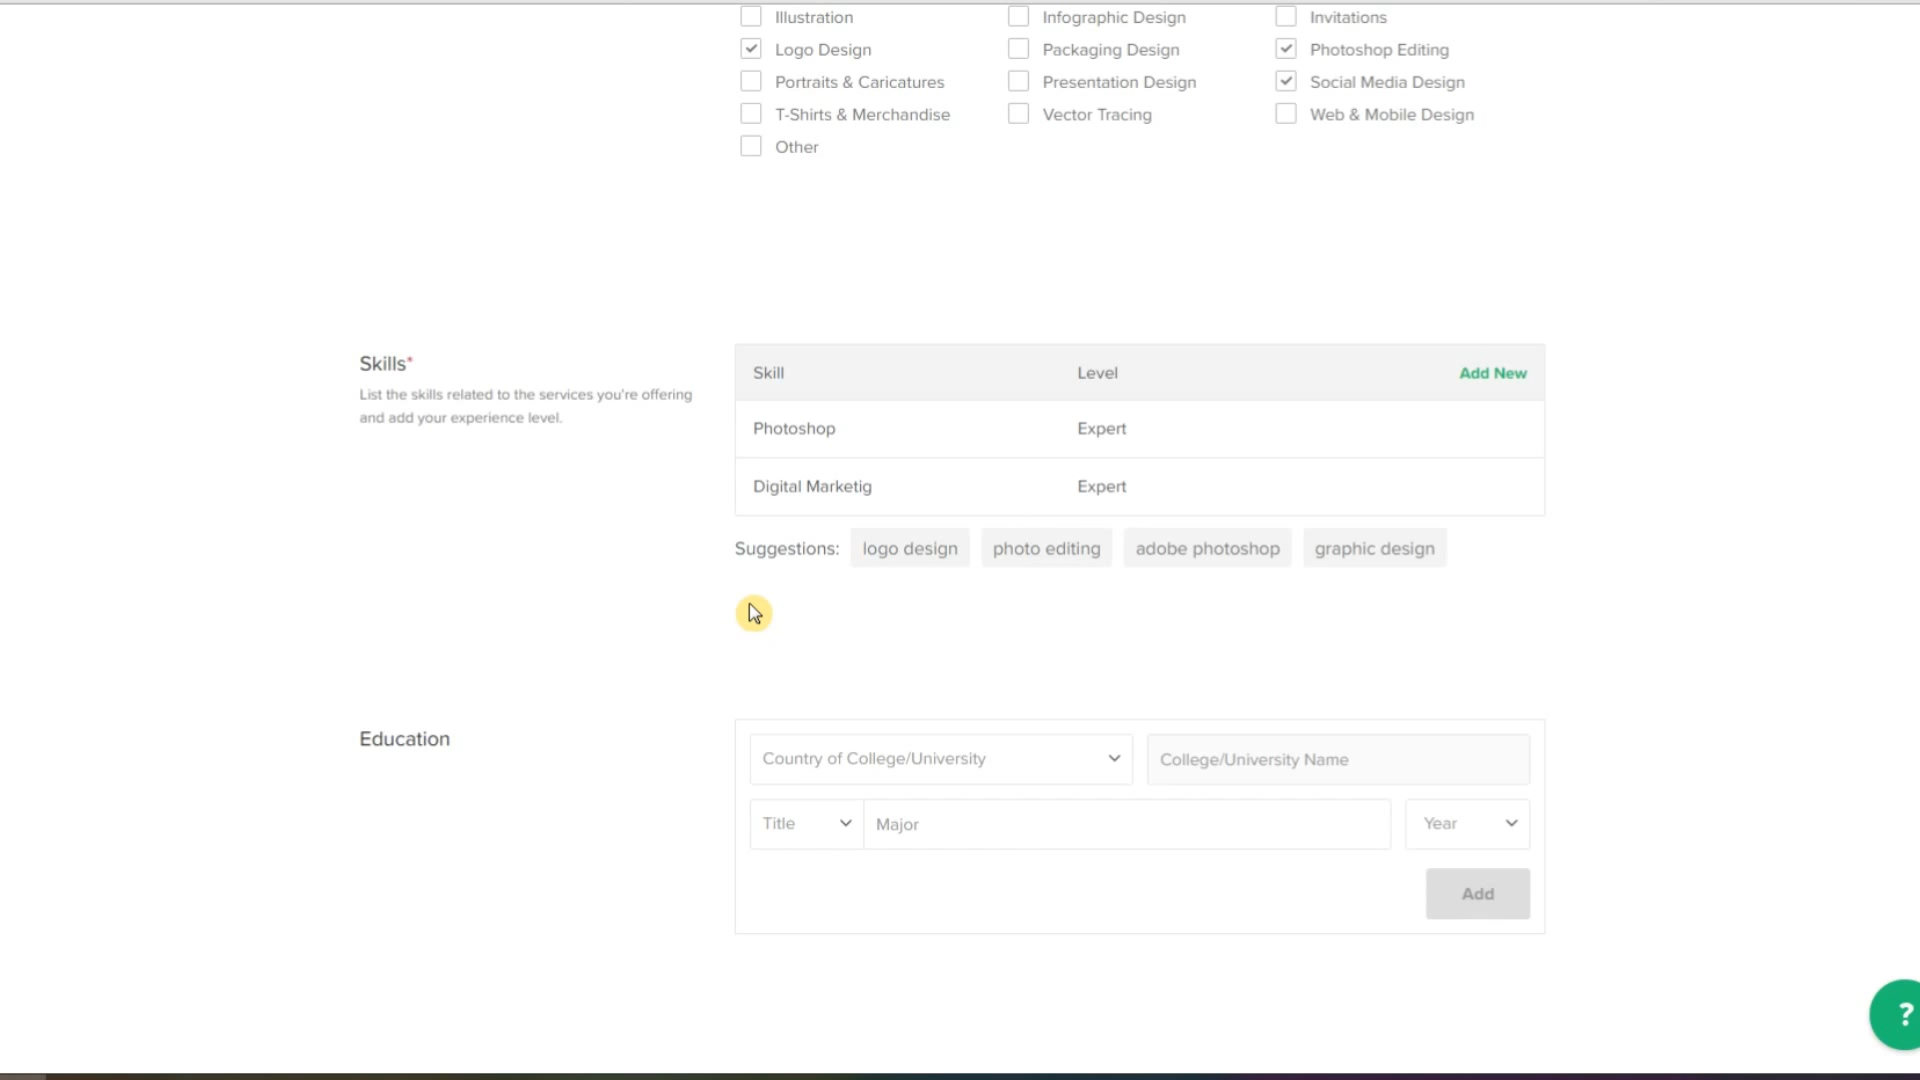 Illustration Infographic Design Invitations
Logo Design Packaging Design Photoshop Editing
Portraits & Caricatures Presentation Design Social Media Design
T-Shirts & Merchandise Vector Tracing Web & Mobile Design
Other
Skills*
List the skills related to the services you're offering
and add your experience level.
Skill Level Add New
Photoshop Expert
Digital Marketig Expert
Suggestions: logo design photo editing adobe photoshop graphic design
Education
Country of College/University College/University Name
Title Major Year
Add
?